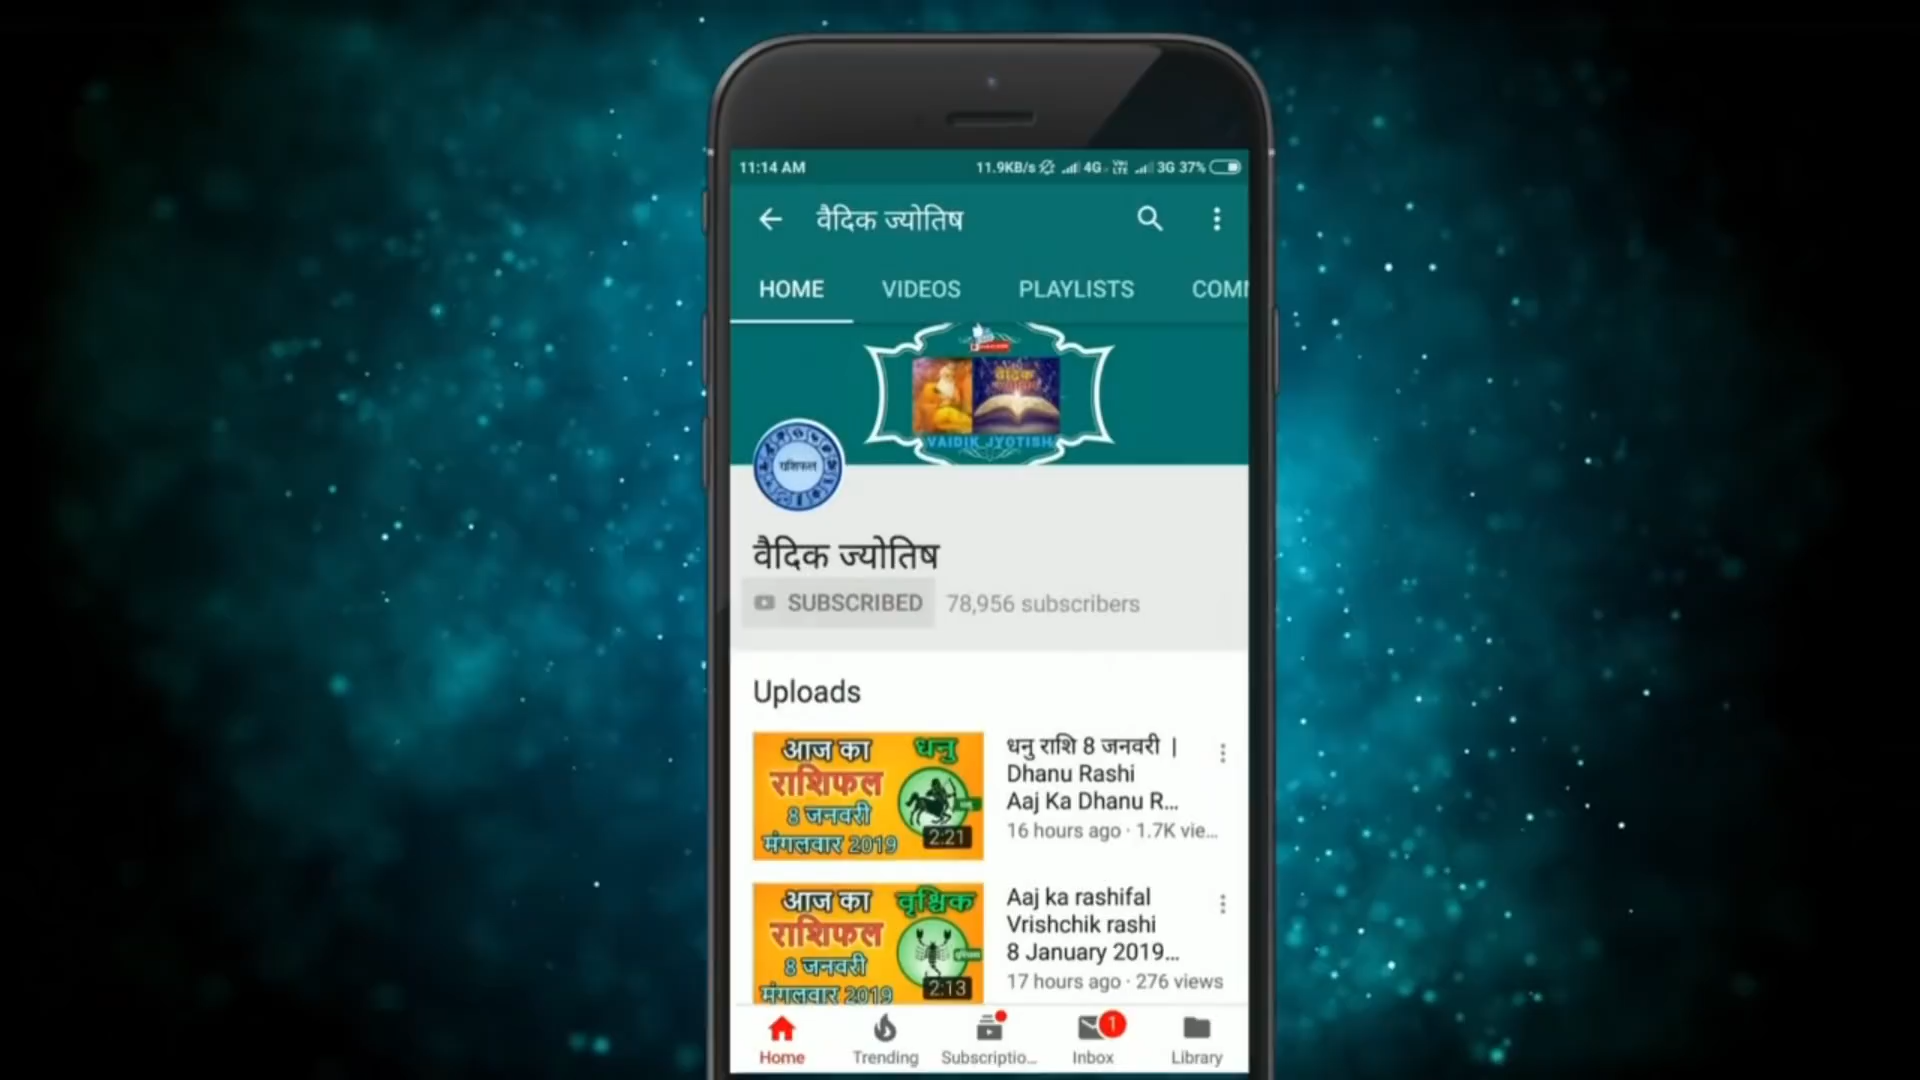 11:14 AM
11.9KB/s 4G VoLTE 3G 37%
वैदिक ज्योतिष
HOME VIDEOS PLAYLISTS COMM
वैदिक
VAIDIK JYOTISH
राशिफल
वैदिक ज्योतिष
SUBSCRIBED 78,956 subscribers
Uploads
आज का धनु
राशिफल
8 जनवरी
मंगलवार 2019
2:21
धनु राशि 8 जनवरी |
Dhanu Rashi
Aaj Ka Dhanu R...
16 hours ago · 1.7K vie...
आज का वृश्चिक
राशिफल
8 जनवरी
मंगलवार 2019
2:13
Aaj ka rashifal
Vrishchik rashi
8 January 2019...
17 hours ago · 276 views
1
Home Trending Subscriptio... Inbox Library